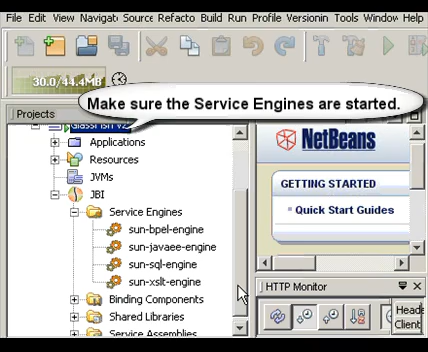 File Edit View Navigate Source Refacto Build Run Profile Versionin Tools Window Help
30.0/44.4MB
Make sure the Service Engines are started.
Projects
GlassFish V2
Applications
Resources
JVMs
JBI
Service Engines
sun-bpel-engine
sun-javaee-engine
sun-sql-engine
sun-xslt-engine
Binding Components
Shared Libraries
Service Assemblies
NetBeans
GETTING STARTED
Quick Start Guides
HTTP Monitor
Heade
Client